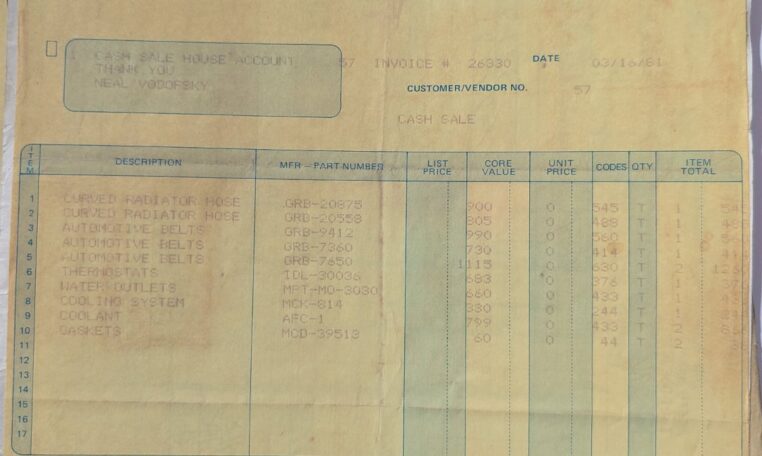 1 CASH SALE HOUSE ACCOUNT 57 INVOICE # 26330 DATE 03/16/81
THANK YOU
NEAL VODOFSKY
CUSTOMER/VENDOR NO. 57
CASH SALE
ITEM DESCRIPTION MFR - PART NUMBER LIST PRICE CORE VALUE UNIT PRICE CODES QTY. ITEM TOTAL
1 CURVED RADIATOR HOSE GRB-20875 900 0 545 T 1
2 CURVED RADIATOR HOSE GRB-20558 805 0 488 T 1
3 AUTOMOTIVE BELTS GRB-9412 990 0 560 T 1
4 AUTOMOTIVE BELTS GRB-7360 730 0 414 T 1
5 AUTOMOTIVE BELTS GRB-7650 1115 0 630 T 2
6 THERMOSTATS IDL-30036 683 0 376 T 1
7 WATER OUTLETS MPT-MO-3030 660 0 433 T 1
8 COOLING SYSTEM MCK-814 330 0 244 T 1
9 COOLANT AFC-1 799 0 433 T 2
10 GASKETS MCD-39513 60 0 44 T 2
11
12
13
14
15
16
17